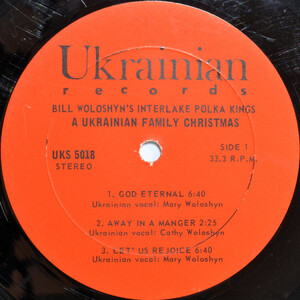 Ukrainian
records
BILL WOLOSHYN'S INTERLAKE POLKA KINGS
A UKRAINIAN FAMILY CHRISTMAS
UKS 5018
STEREO
SIDE 1
33.3 R.P.M.
1. GOD ETERNAL 6:40
Ukrainian vocal: Mary Woloshyn
2. AWAY IN A MANGER 2:25
Ukrainian vocal: Cathy Woloshyn
3. LET' US REJOICE 6:40
Ukrainian vocal: Mary Woloshyn